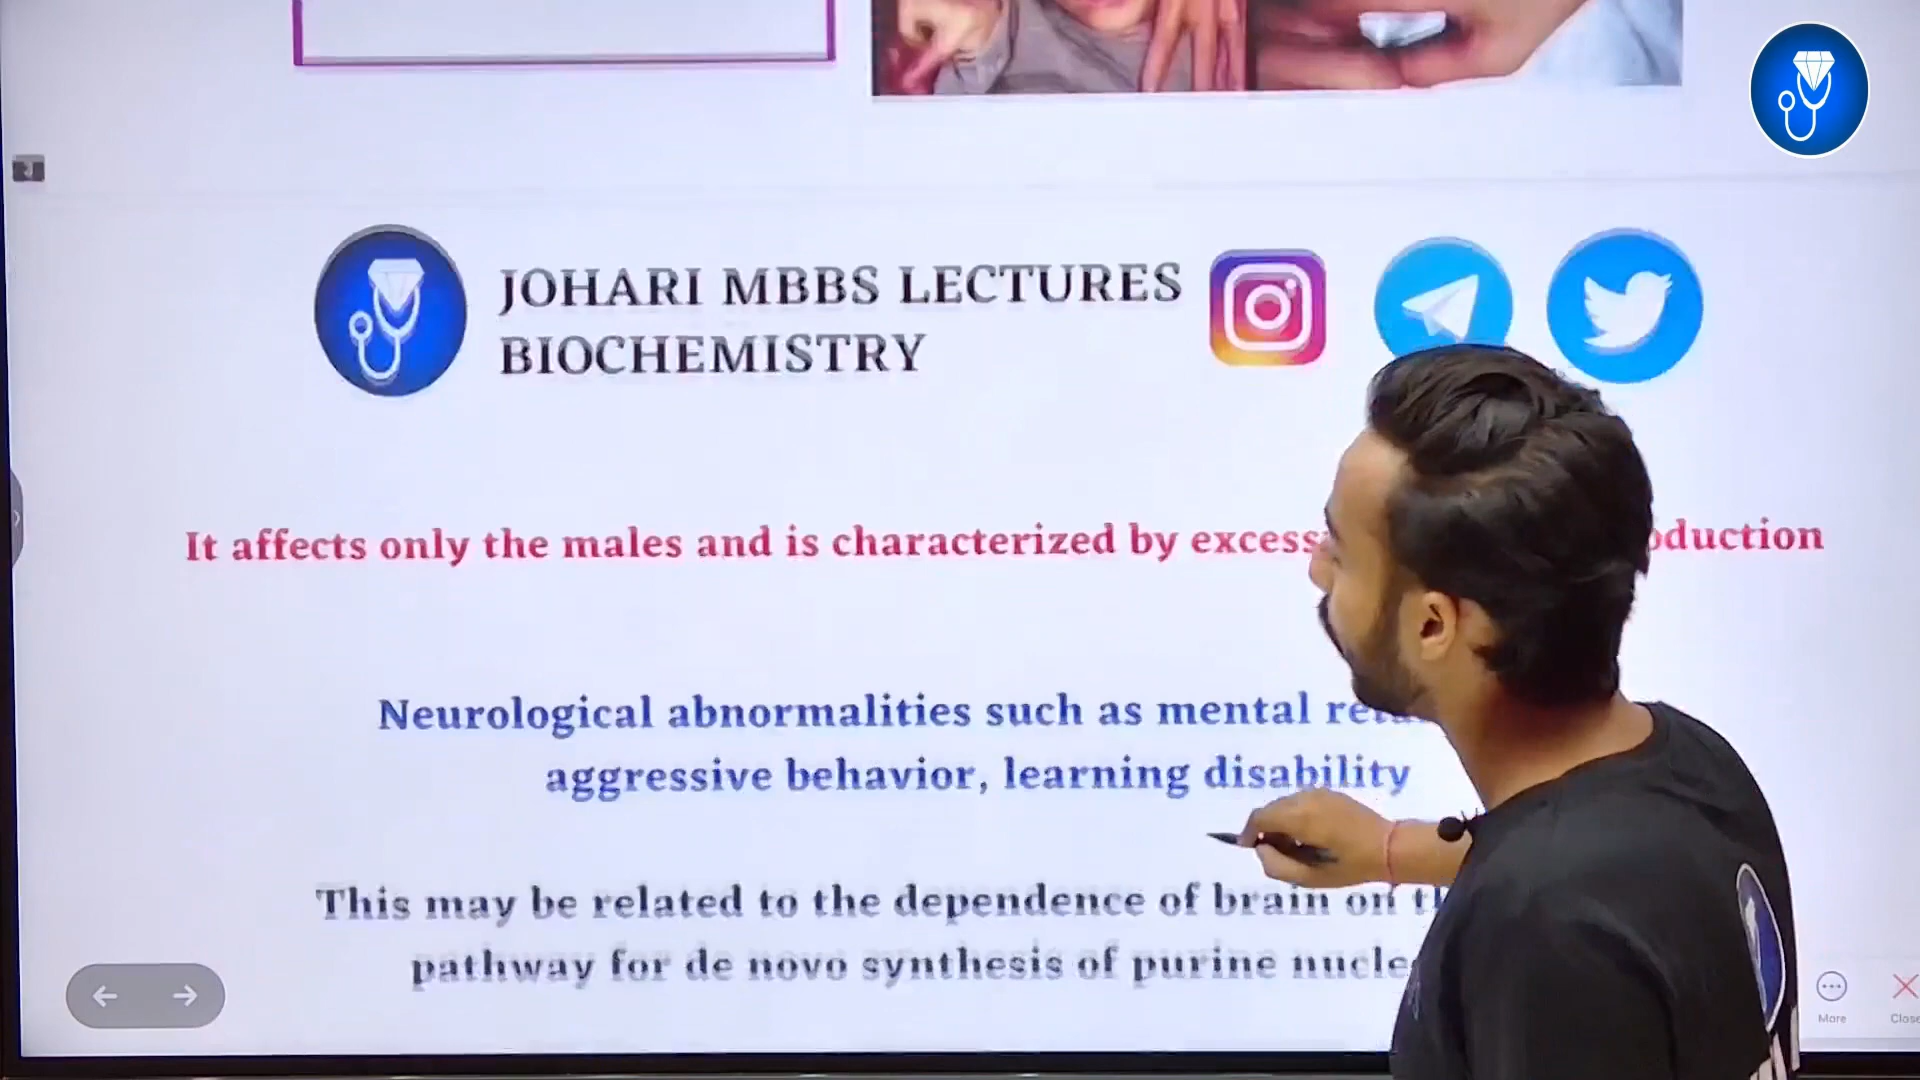 JOHARI MBBS LECTURES
BIOCHEMISTRY
It affects only the males and is characterized by
Neurological abnormalities such as mental
aggressive behavior, learning disability
This may be related to the dependence of brain on
pathway for de novo synthesis of purine
More
Close